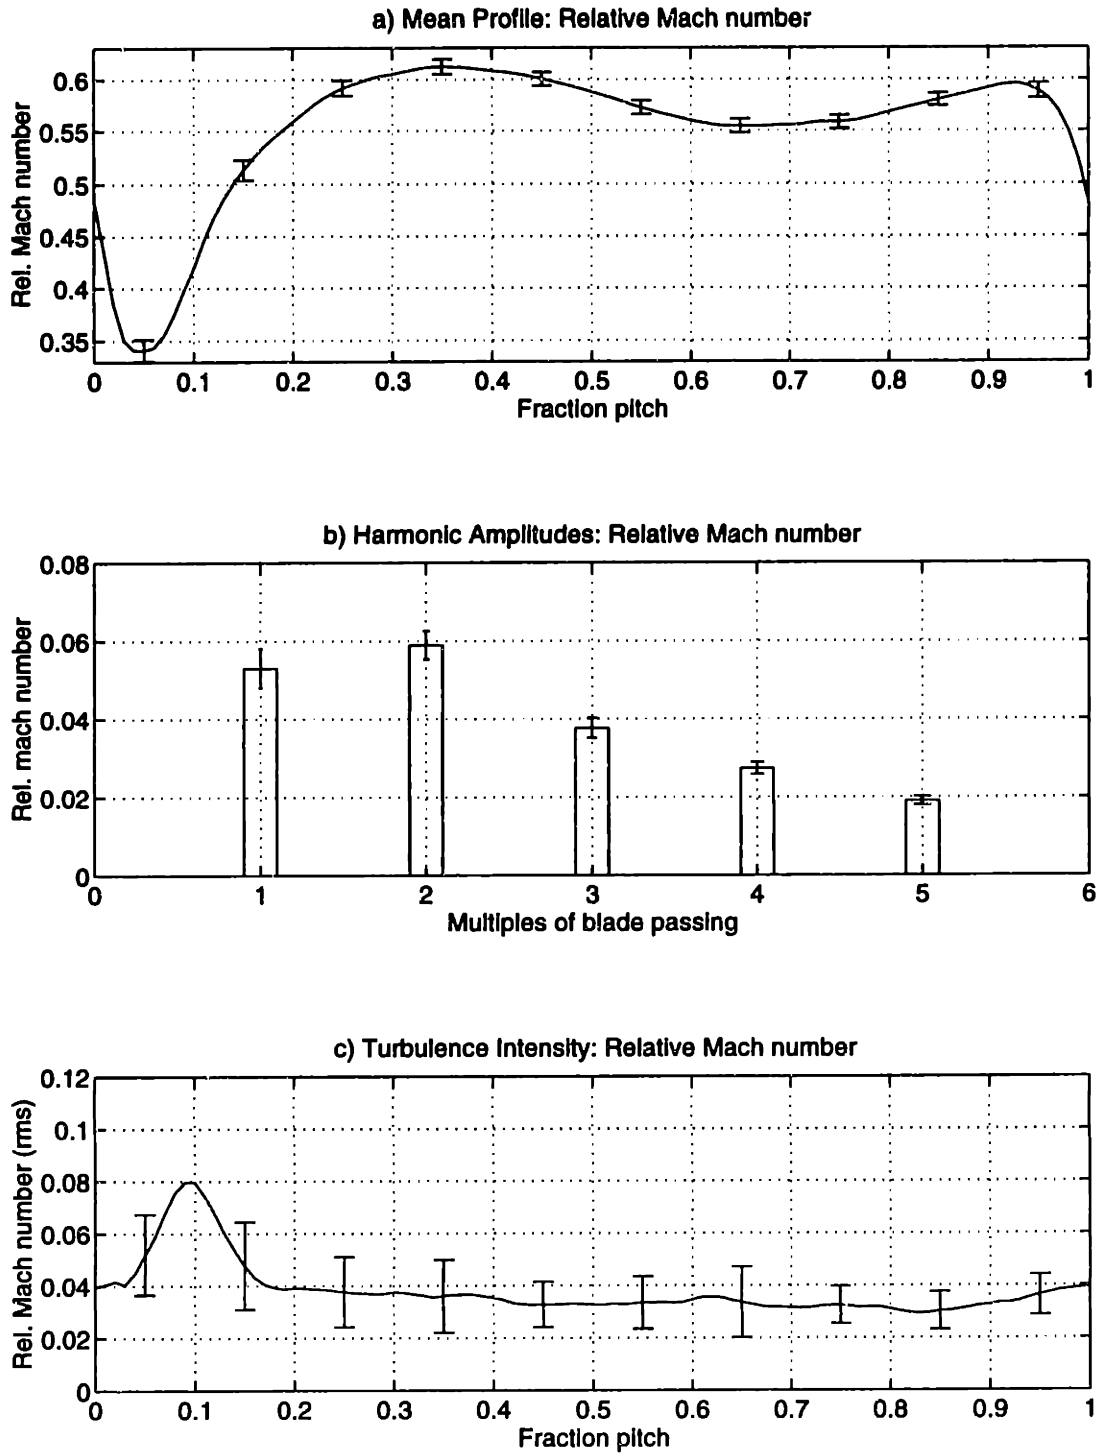 a) Mean Profile: Relative Mach number
Rel. Mach number
0.6
0.55
0.5
0.45
0.4
0.35
0 0.1 0.2 0.3 0.4 0.5 0.6 0.7 0.8 0.9 1
Fraction pitch
b) Harmonic Amplitudes: Relative Mach number
Rel. mach number
0.08
0.06
0.04
0.02
0
0 1 2 3 4 5 6
Multiples of blade passing
c) Turbulence Intensity: Relative Mach number
Rel. Mach number (rms)
0.12
0.1
0.08
0.06
0.04
0.02
0
0 0.1 0.2 0.3 0.4 0.5 0.6 0.7 0.8 0.9 1
Fraction pitch